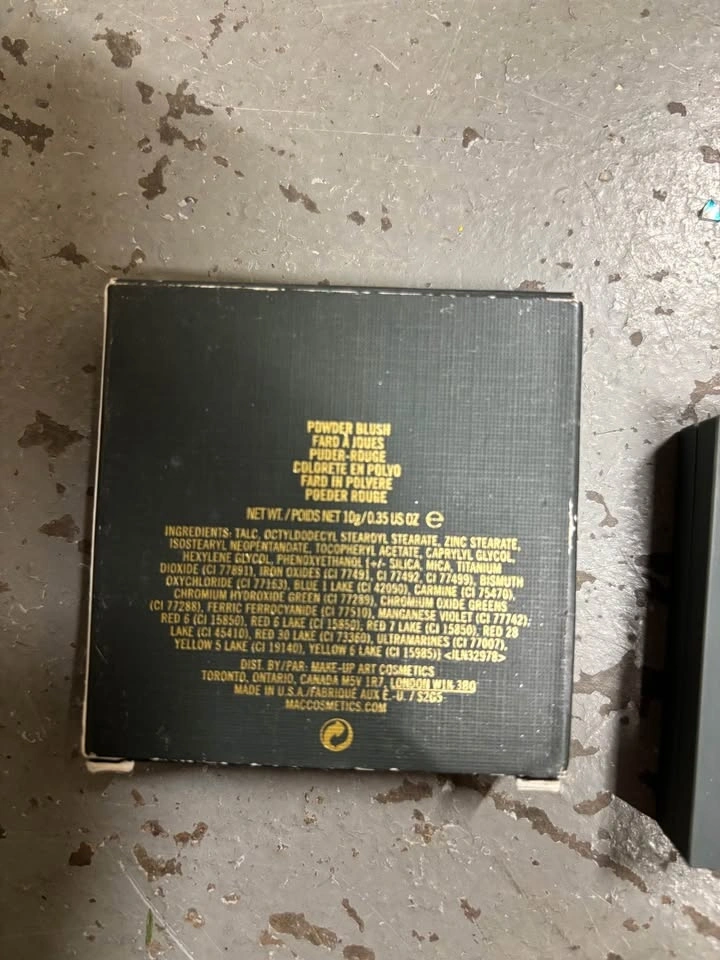 POWDER BLUSH
FARD À JOUES
PUDER-ROUGE
COLORETE EN POLVO
FARD IN POLVERE
POEDER ROUGE
NET WT./POIDS NET 10g/0.35 US OZ ℮
INGREDIENTS: TALC, OCTYLDODECYL STEAROYL STEARATE, ZINC STEARATE,
ISOSTEARYL NEOPENTANOATE, TOCOPHERYL ACETATE, CAPRYLYL GLYCOL,
HEXYLENE GLYCOL, PHENOXYETHANOL [+/- SILICA, MICA, TITANIUM
DIOXIDE (CI 77891), IRON OXIDES (CI 77491, CI 77492, CI 77499), BISMUTH
OXYCHLORIDE (CI 77163), BLUE 1 LAKE (CI 42090), CARMINE (CI 75470),
CHROMIUM HYDROXIDE GREEN (CI 77289), CHROMIUM OXIDE GREENS
(CI 77288), FERRIC FERROCYANIDE (CI 77510), MANGANESE VIOLET (CI 77742),
RED 6 (CI 15850), RED 6 LAKE (CI 15850), RED 7 LAKE (CI 15850), RED 28
LAKE (CI 45410), RED 30 LAKE (CI 73360), ULTRAMARINES (CI 77007),
YELLOW 5 LAKE (CI 19140), YELLOW 6 LAKE (CI 15985)] <ILN32978>
DIST. BY/PAR: MAKE-UP ART COSMETICS
TORONTO, ONTARIO, CANADA M5V 1R7, LONDON W1K 3BQ
MADE IN U.S.A./FABRIQUÉ AUX É.-U. / S2G5
MACCOSMETICS.COM